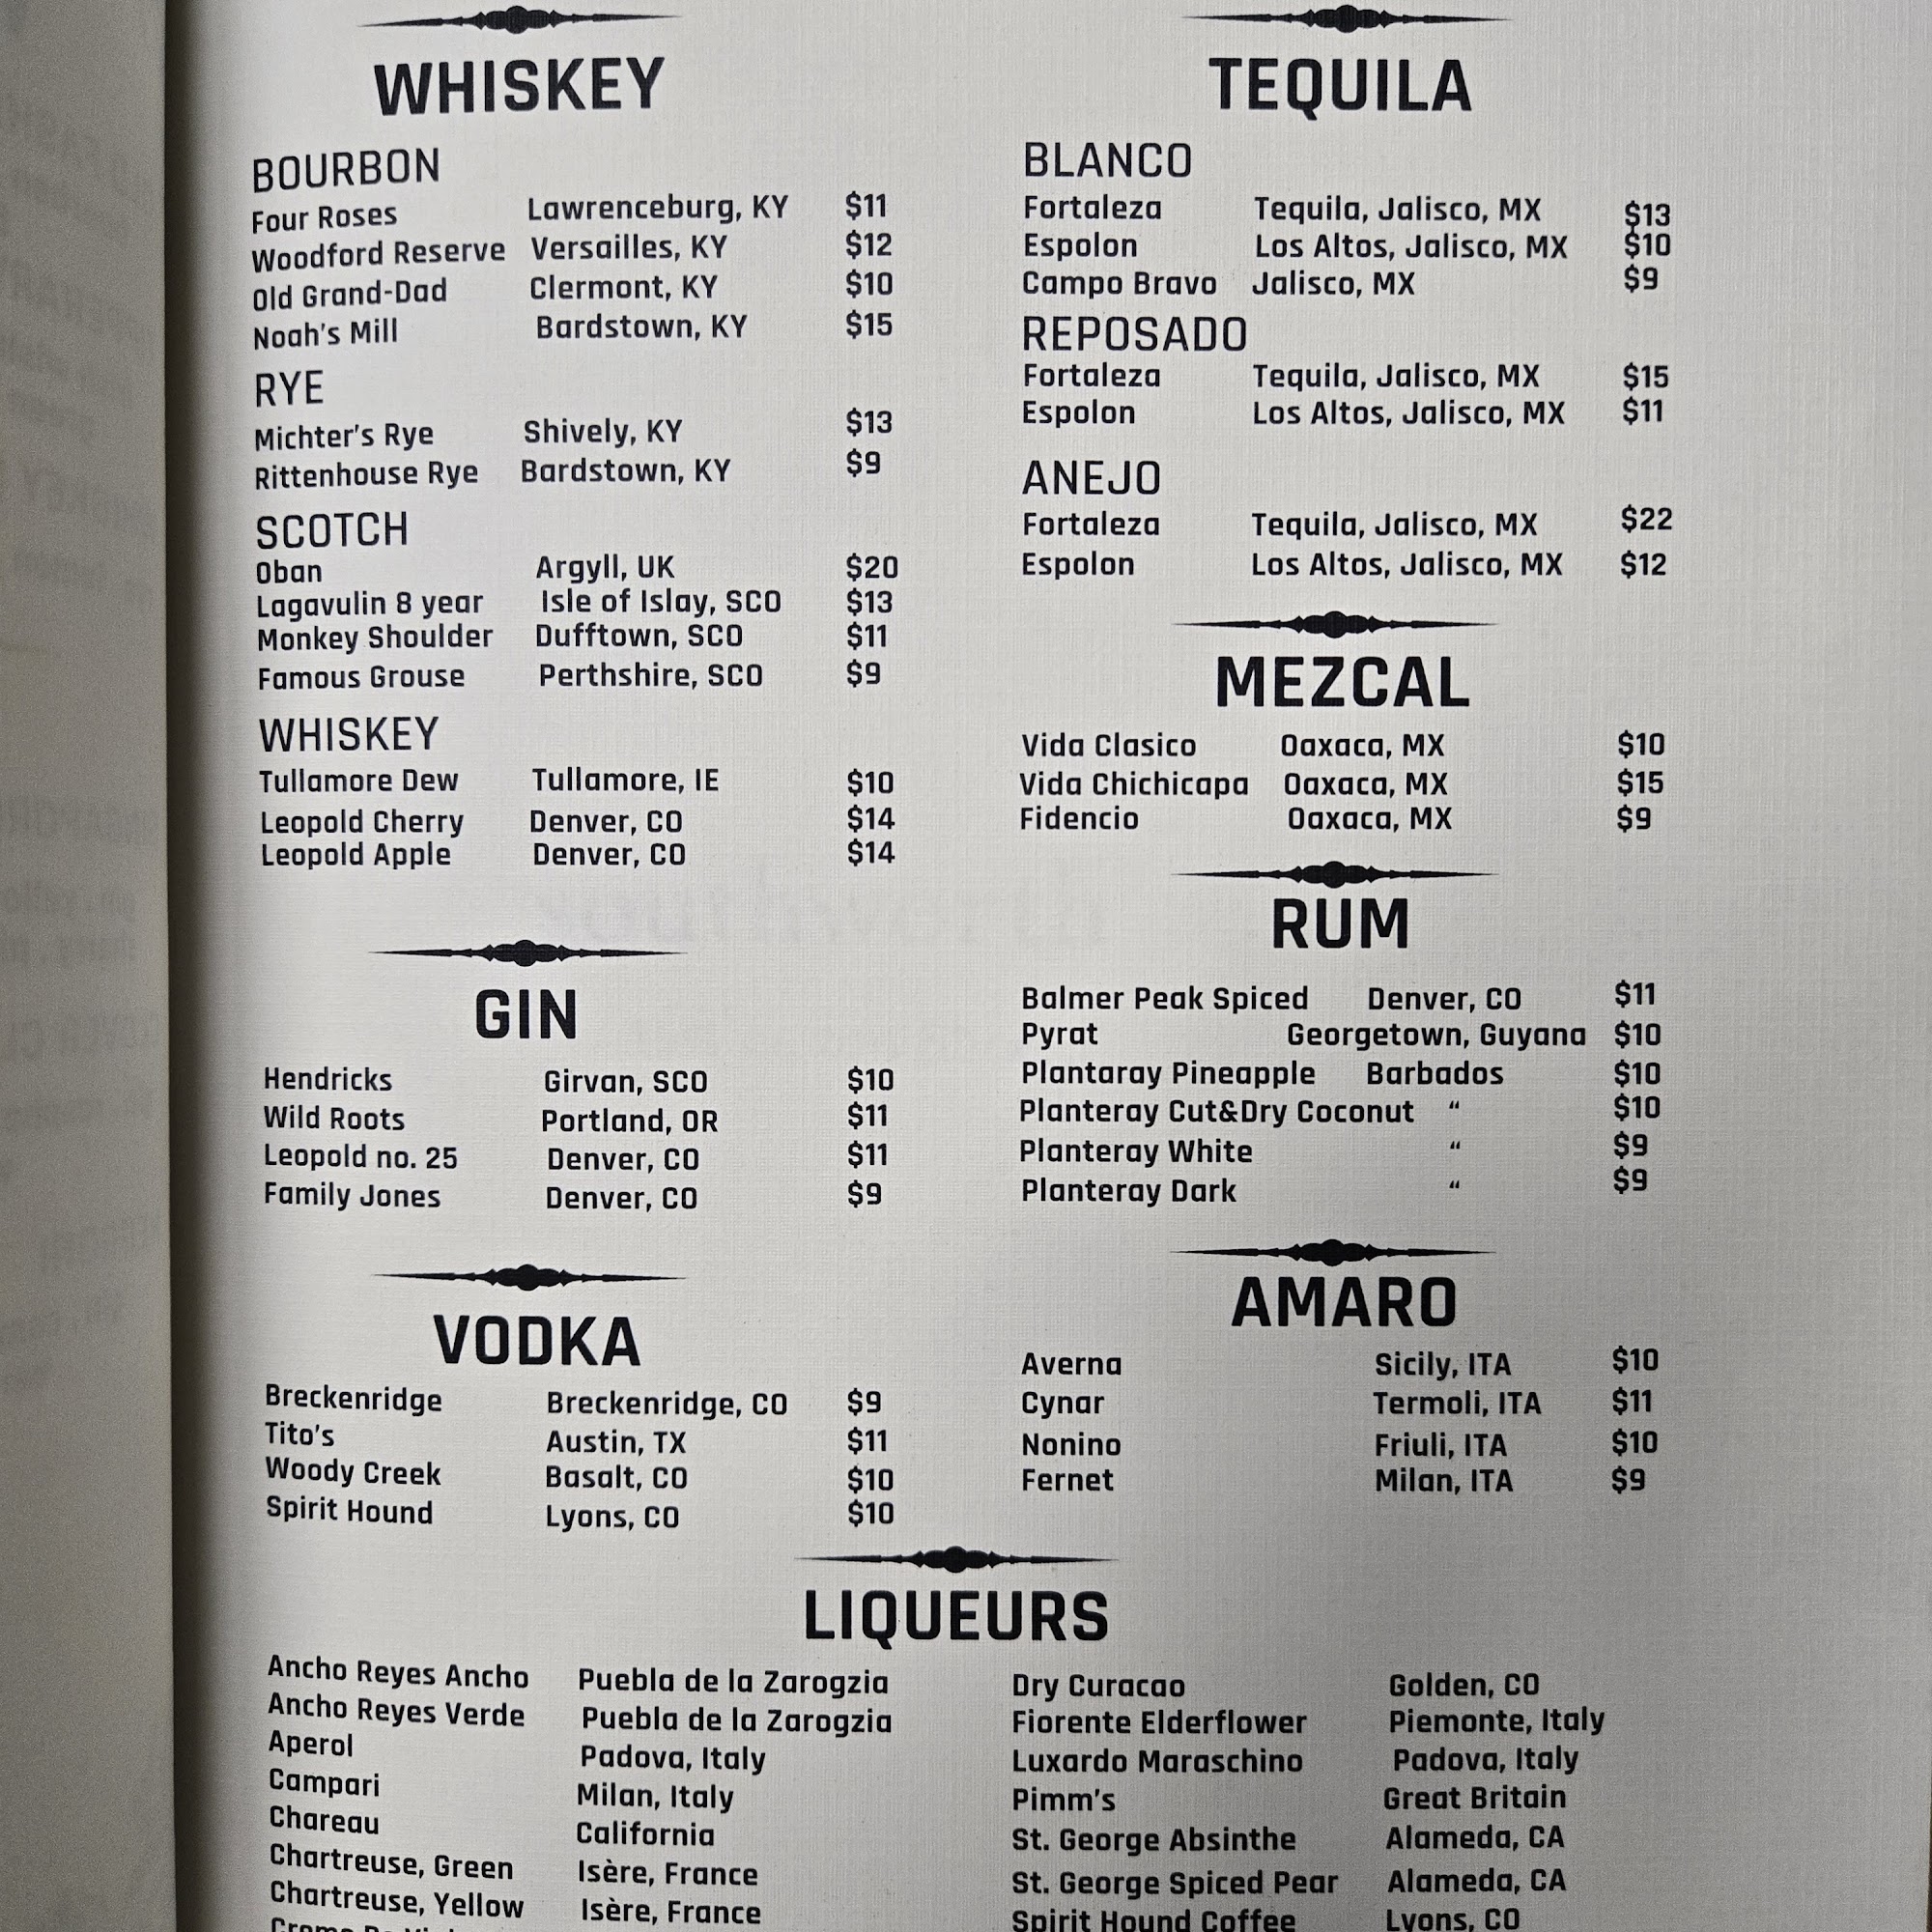 WHISKEY
BOURBON
Four Roses Lawrenceburg, KY $11
Woodford Reserve Versailles, KY $12
Old Grand-Dad Clermont, KY $10
Noah's Mill Bardstown, KY $15
RYE
Michter's Rye Shively, KY $13
Rittenhouse Rye Bardstown, KY $9
SCOTCH
Oban Argyll, UK $20
Lagavulin 8 year Isle of Islay, SCO $13
Monkey Shoulder Dufftown, SCO $11
Famous Grouse Perthshire, SCO $9
WHISKEY
Tullamore Dew Tullamore, IE $10
Leopold Cherry Denver, CO $14
Leopold Apple Denver, CO $14
GIN
Hendricks Girvan, SCO $10
Wild Roots Portland, OR $11
Leopold no. 25 Denver, CO $11
Family Jones Denver, CO $9
VODKA
Breckenridge Breckenridge, CO $9
Tito's Austin, TX $11
Woody Creek Basalt, CO $10
Spirit Hound Lyons, CO $10
TEQUILA
BLANCO
Fortaleza Tequila, Jalisco, MX $13
Espolon Los Altos, Jalisco, MX $10
Campo Bravo Jalisco, MX $9
REPOSADO
Fortaleza Tequila, Jalisco, MX $15
Espolon Los Altos, Jalisco, MX $11
ANEJO
Fortaleza Tequila, Jalisco, MX $22
Espolon Los Altos, Jalisco, MX $12
MEZCAL
Vida Clasico Oaxaca, MX $10
Vida Chichicapa Oaxaca, MX $15
Fidencio Oaxaca, MX $9
RUM
Balmer Peak Spiced Denver, CO $11
Pyrat Georgetown, Guyana $10
Plantaray Pineapple Barbados $10
Planteray Cut&Dry Coconut “ $10
Planteray White “ $9
Planteray Dark “ $9
AMARO
Averna Sicily, ITA $10
Cynar Termoli, ITA $11
Nonino Friuli, ITA $10
Fernet Milan, ITA $9
LIQUEURS
Ancho Reyes Ancho Puebla de la Zarogzia
Ancho Reyes Verde Puebla de la Zarogzia
Aperol Padova, Italy
Campari Milan, Italy
Chareau California
Chartreuse, Green Isère, France
Chartreuse, Yellow Isère, France
Dry Curacao Golden, CO
Fiorente Elderflower Piemonte, Italy
Luxardo Maraschino Padova, Italy
Pimm's Great Britain
St. George Absinthe Alameda, CA
St. George Spiced Pear Alameda, CA
Spirit Hound Coffee Lyons, CO